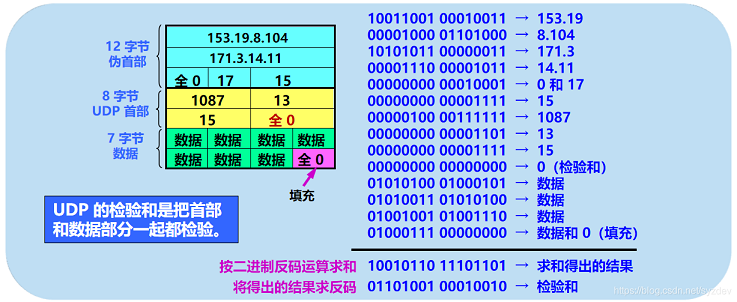 12 字节
伪首部
153.19.8.104
171.3.14.11
全 0 17 15
8 字节
UDP 首部
1087 13
15 全 0
7 字节
数据
数据 数据 数据 数据
数据 数据 数据 全 0
填充
UDP 的检验和是把首部
和数据部分一起都检验。
10011001 00010011 → 153.19
00001000 01101000 → 8.104
10101011 00000011 → 171.3
00001110 00001011 → 14.11
00000000 00010001 → 0 和 17
00000000 00001111 → 15
00000100 00111111 → 1087
00000000 00001101 → 13
00000000 00001111 → 15
00000000 00000000 → 0（检验和）
01010100 01000101 → 数据
01010011 01010100 → 数据
01001001 01001110 → 数据
01000111 00000000 → 数据和 0（填充）
按二进制反码运算求和 10010110 11101101 → 求和得出的结果
将得出的结果求反码 01101001 00010010 → 检验和